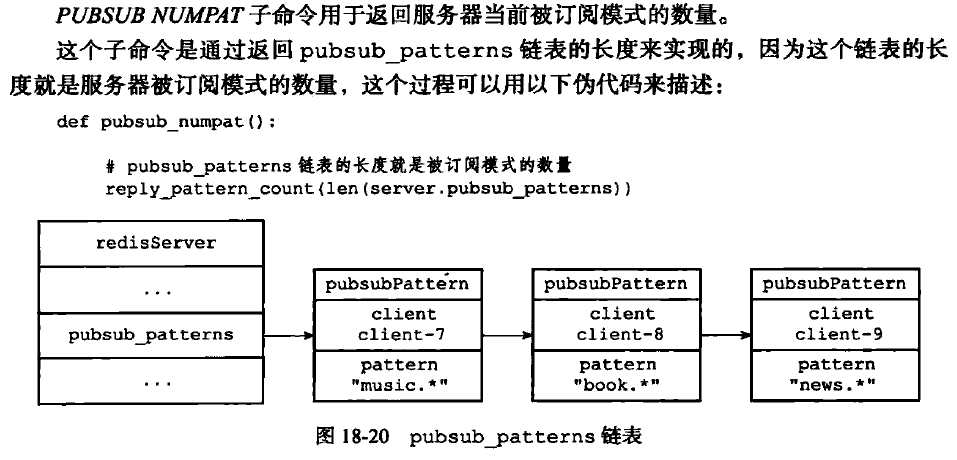 PUBSUB NUMPAT 子命令用于返回服务器当前被订阅模式的数量。
这个子命令是通过返回 pubsub_patterns 链表的长度来实现的，因为这个链表的长
度就是服务器被订阅模式的数量，这个过程可以用以下伪代码来描述：
def pubsub_numpat():
# pubsub_patterns 链表的长度就是被订阅模式的数量
reply_pattern_count(len(server.pubsub_patterns))
redisServer
...
pubsub_patterns
...
pubsubPattern
client
client-7
pattern
"music.*"
pubsubPattern
client
client-8
pattern
"book.*"
pubsubPattern
client
client-9
pattern
"news.*"
图 18-20 pubsub_patterns 链表